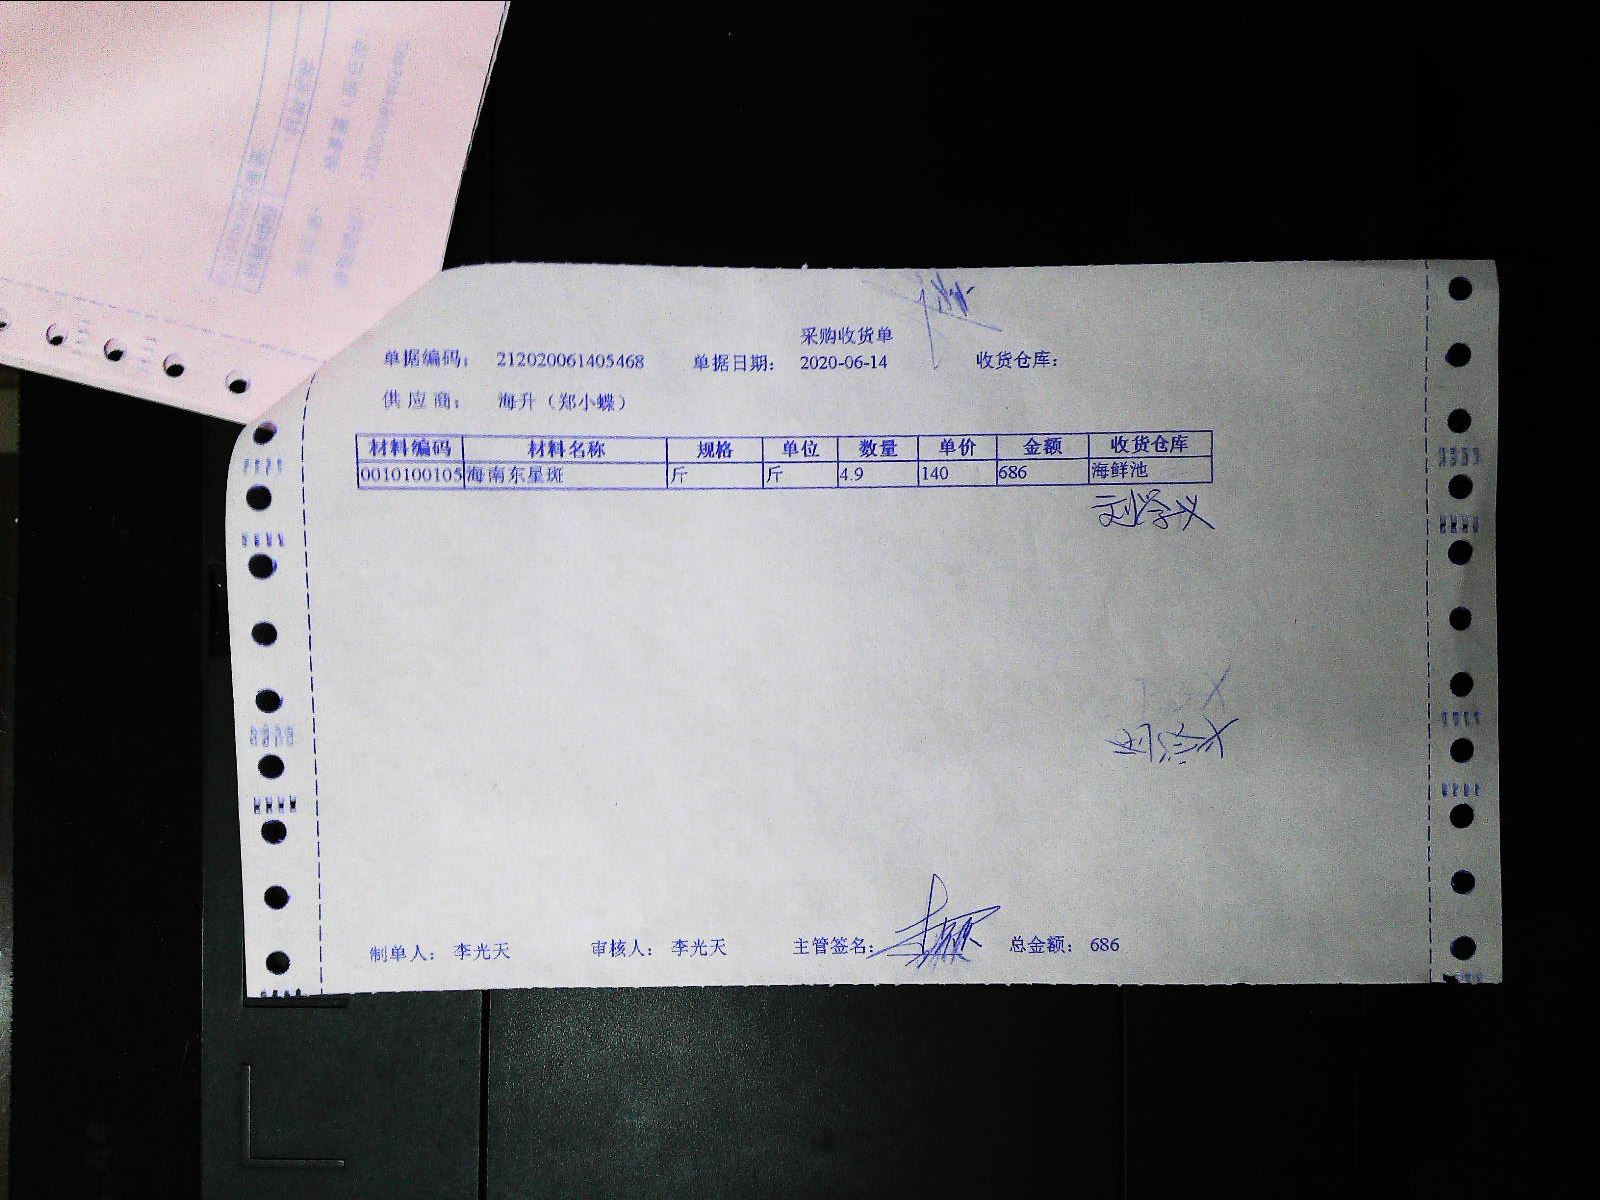 采购收货单
单据编码： 212020061405468 单据日期： 2020-06-14 收货仓库：
供应商： 海升（郑小蝶）
材料编码 材料名称 规格 单位 数量 单价 金额 收货仓库
0010100105 海南东星斑 斤 斤 4.9 140 686 海鲜池
刘学义
制单人： 李光天 审核人： 李光天 主管签名： 总金额： 686